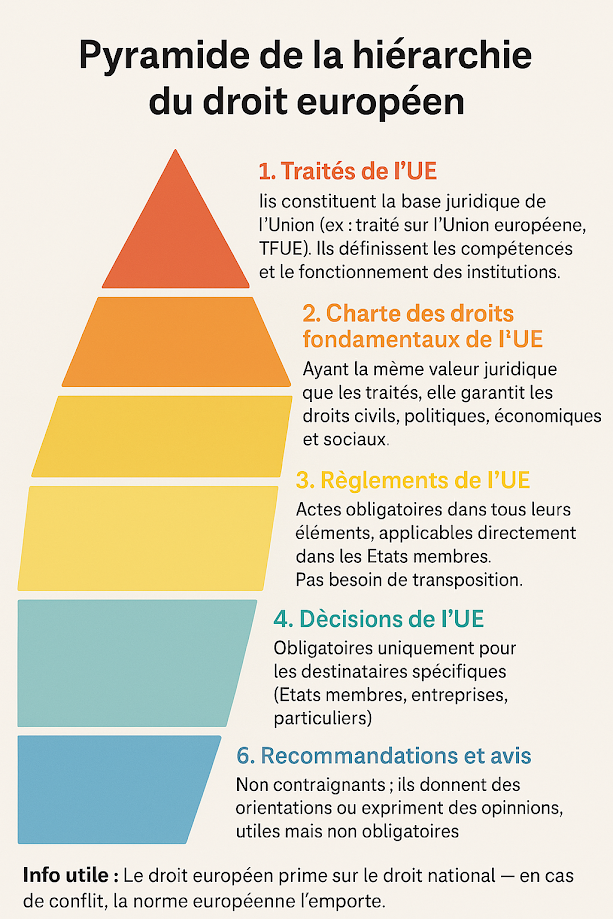 Pyramide de la hiérarchie
du droit européen
1. Traités de l’UE
Iis constituent la base juridique de
l’Union (ex : traité sur l’Union européene,
TFUE). Ils définissent les compétences
et le fonctionnement des institutions.
2. Charte des droits
fondamentaux de l’UE
Ayant la mème valeur juridique
que les traités, elle garantit les
droits civils, politiques, économiques
et sociaux.
3. Règlements de l’UE
Actes obligatoires dans tous leurs
éléments, applicables directement
dans les Etats membres.
Pas besoin de transposition.
4. Dècisions de l’UE
Obligatoires uniquement pour
les destinataires spécifiques
(Etats membres, entreprises,
particuliers)
6. Recommandations et avis
Non contraignants ; ils donnent des
orientations ou expriment des opinnions,
utiles mais non obligatoires
Info utile : Le droit européen prime sur le droit national — en cas
de conflit, la norme européenne l’emporte.